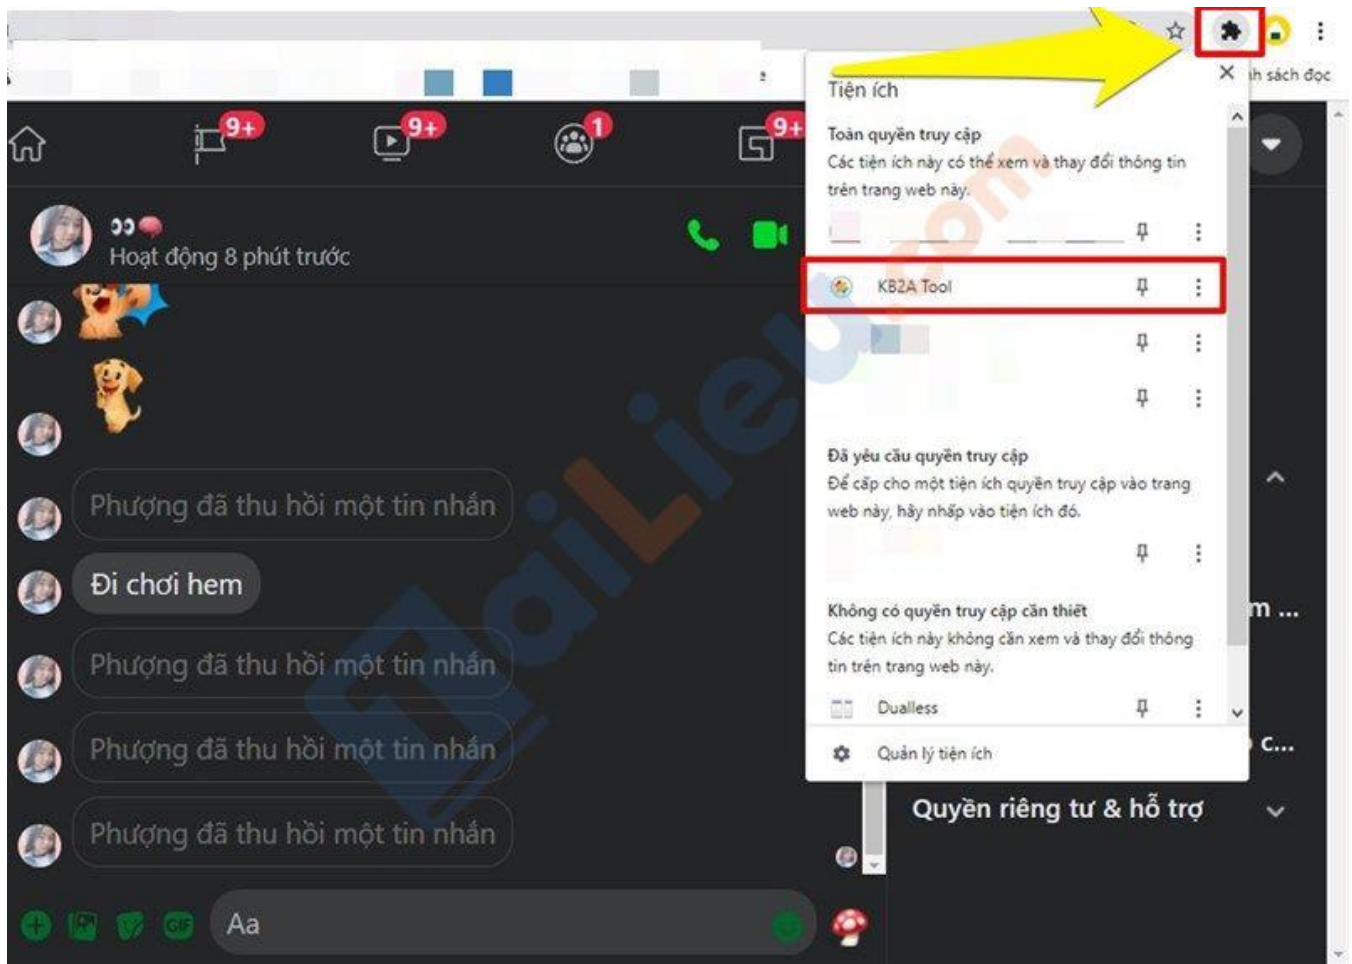 ı sách đọc
Tiện ích
Toàn quyền truy cập
Các tiện ích này có thể xem và thay đổi thông tin
trên trang web này.
KB2A Tool
Đã yêu cầu quyền truy cập
Để cấp cho một tiện ích quyền truy cập vào trang
web này, hãy nhấp vào tiện ích đó.
Không có quyền truy cập cần thiết
Các tiện ích này không cần xem và thay đổi thông
tin trên trang web này.
Dualless
Quản lý tiện ích
9+
9+
1
9+
Hoạt động 8 phút trước
Phượng đã thu hồi một tin nhắn
Đi chơi hem
Phượng đã thu hồi một tin nhắn
Phượng đã thu hồi một tin nhắn
Phượng đã thu hồi một tin nhắn
GIF
Aa
m ...
c...
Quyền riêng tư & hỗ trợ
TaiLieu.com